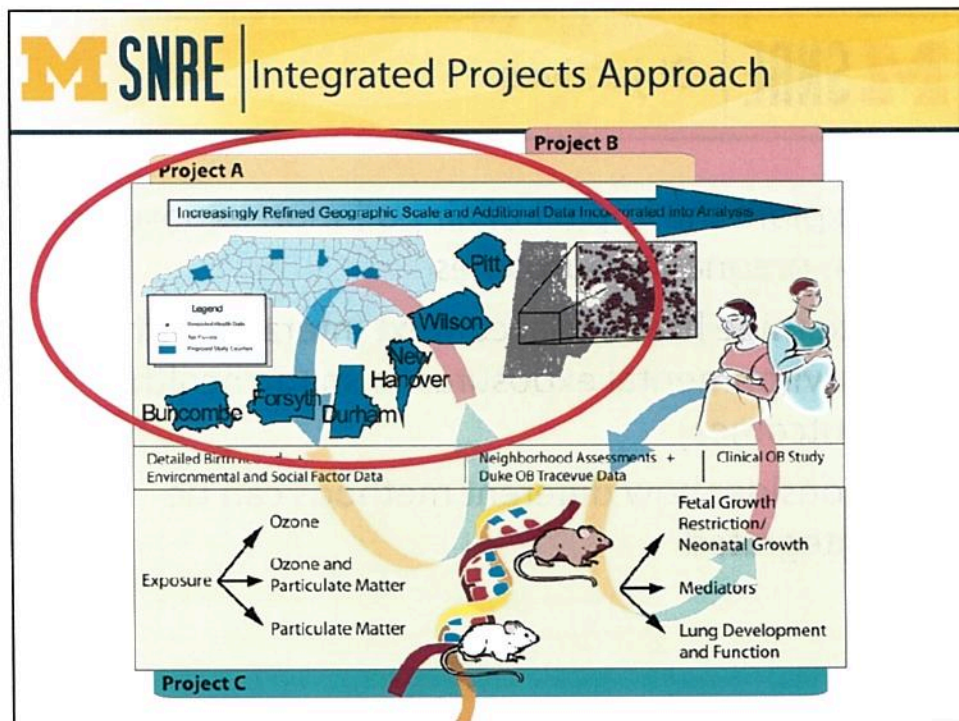 M SNRE Integrated Projects Approach
Project B
Project A
Increasingly Refined Geographic Scale and Additional Data Incorporated into Analysis
Pitt
Legend
Wilson
New
Hanover
Buncombe
Forsyth
Durham
Detailed Birth +
Environmental and Social Factor Data
Neighborhood Assessments +
Duke OB Tracevue Data
Clinical OB Study
Exposure
Ozone
Ozone and
Particulate Matter
Particulate Matter
Fetal Growth
Restriction/
Neonatal Growth
Mediators
Lung Development
and Function
Project C